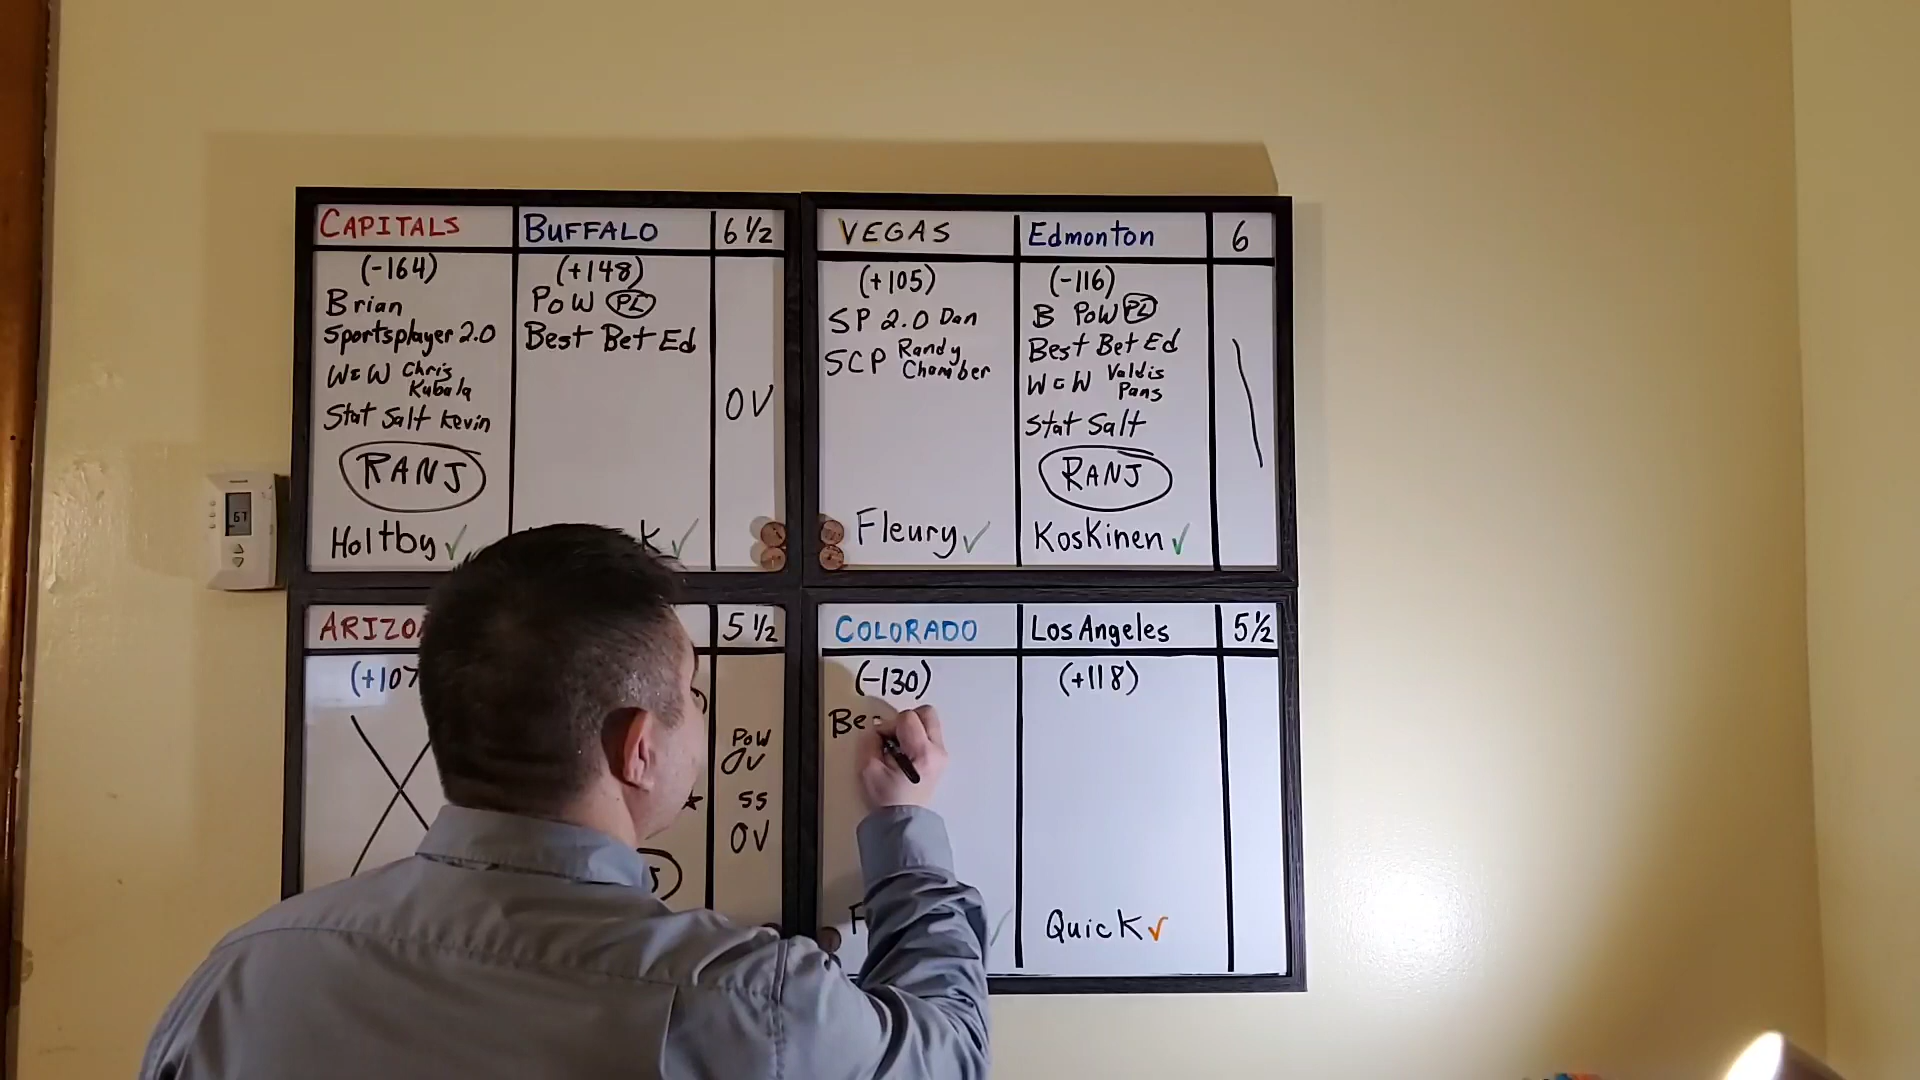 CAPITALS
(-164)
Brian
Sportsplayer 2.0
W&W Chris Kubala
Stat Salt Kevin
RANJ
Holtby ✓
BUFFALO
(+148)
PoW PL
Best Bet Ed
✓
6 1/2
OV
VEGAS
(+105)
SP 2.0 Dan
SCP Randy Chamber
Fleury ✓
Edmonton
(-116)
B PoW PL
Best Bet Ed
W&W Valdis Pans
Stat Salt
RANJ
Koskinen ✓
6
(+107
5 1/2
PoW
OV
SS
OV
COLORADO
(-130)
Los Angeles
(+118)
Quick ✓
5 1/2
67